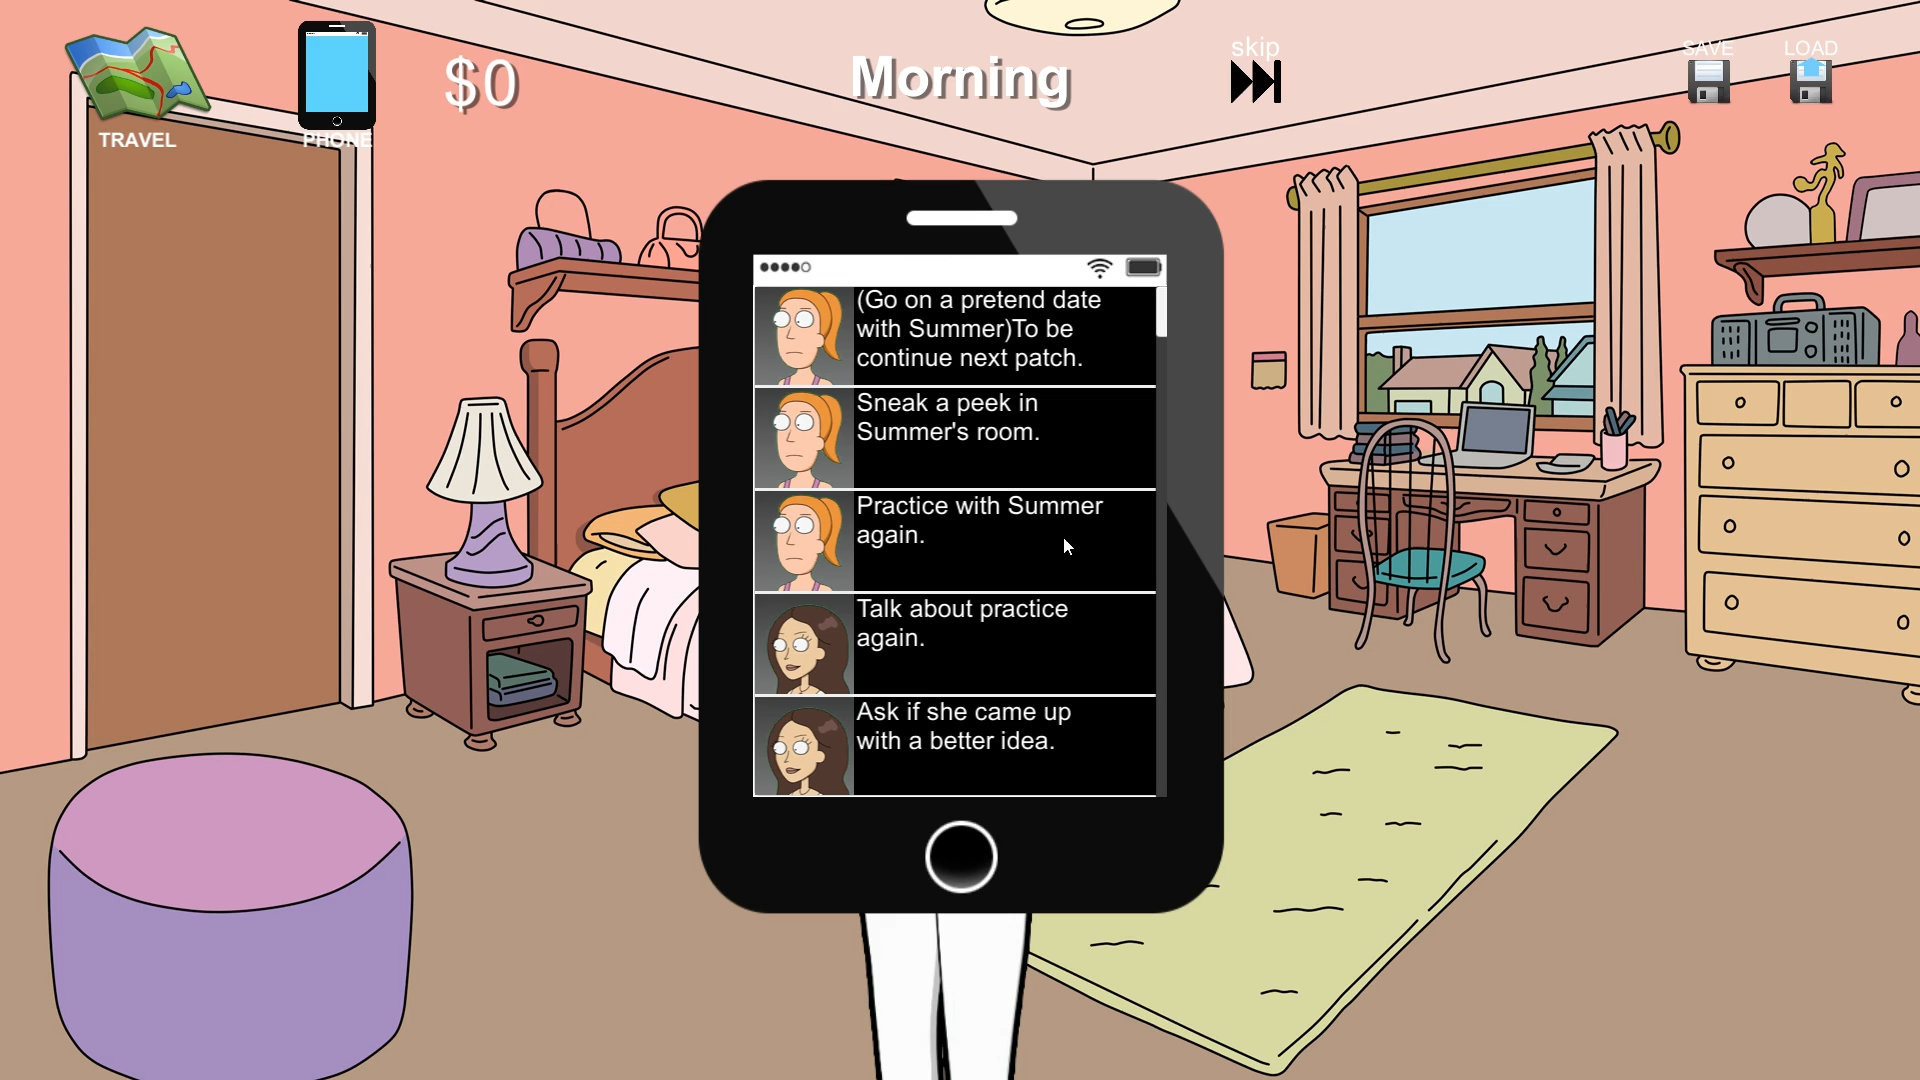 TRAVEL
PHONE
$0
Morning
skip
SAVE
LOAD
(Go on a pretend date
with Summer)To be
continue next patch.
Sneak a peek in
Summer's room.
Practice with Summer
again.
Talk about practice
again.
Ask if she came up
with a better idea.